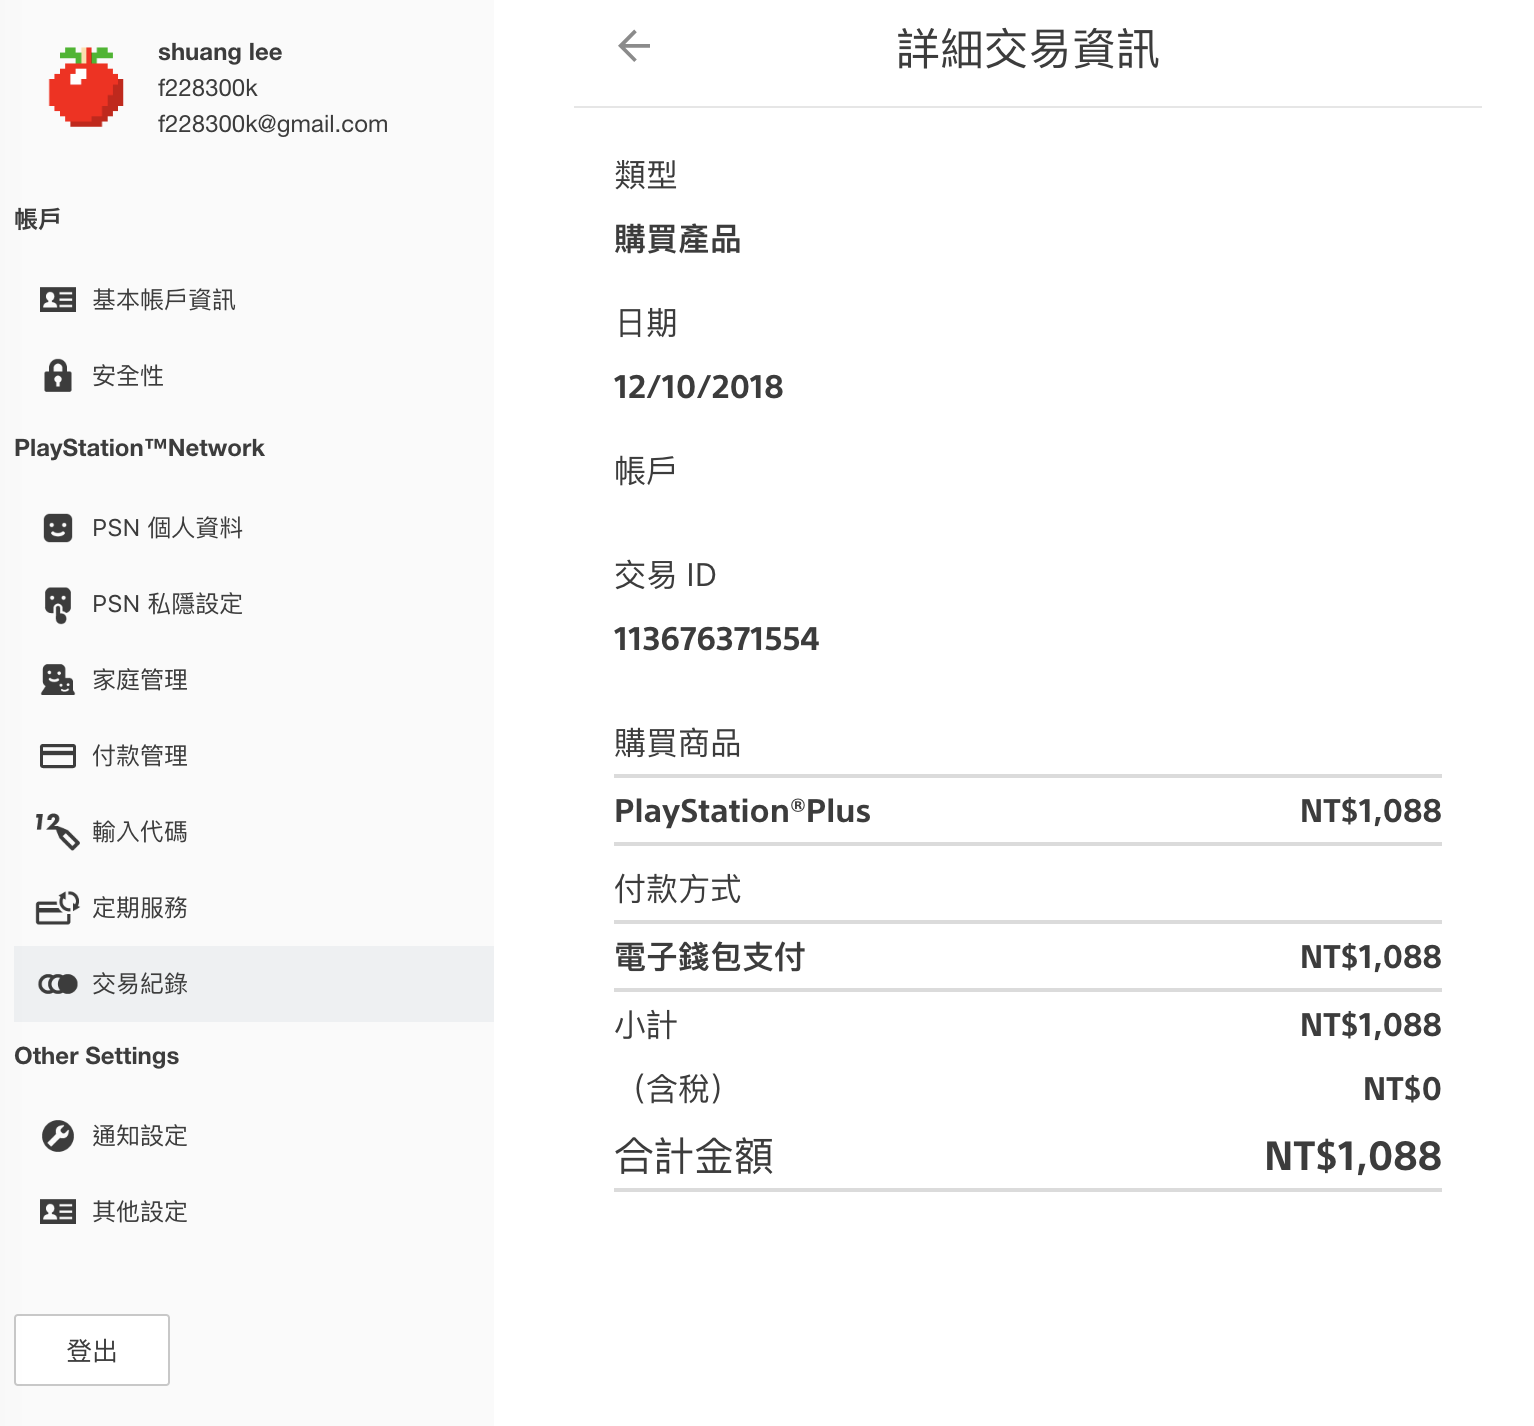 shuang lee
f228300k
f228300k@gmail.com
帳戶
基本帳戶資訊
安全性
PlayStation™Network
PSN 個人資料
PSN 私隱設定
家庭管理
付款管理
12
輸入代碼
定期服務
交易紀錄
Other Settings
通知設定
其他設定
登出
詳細交易資訊
類型
購買產品
日期
12/10/2018
帳戶
交易 ID
113676371554
購買商品
PlayStation®Plus NT$1,088
付款方式
電子錢包支付 NT$1,088
小計 NT$1,088
（含稅） NT$0
合計金額 NT$1,088